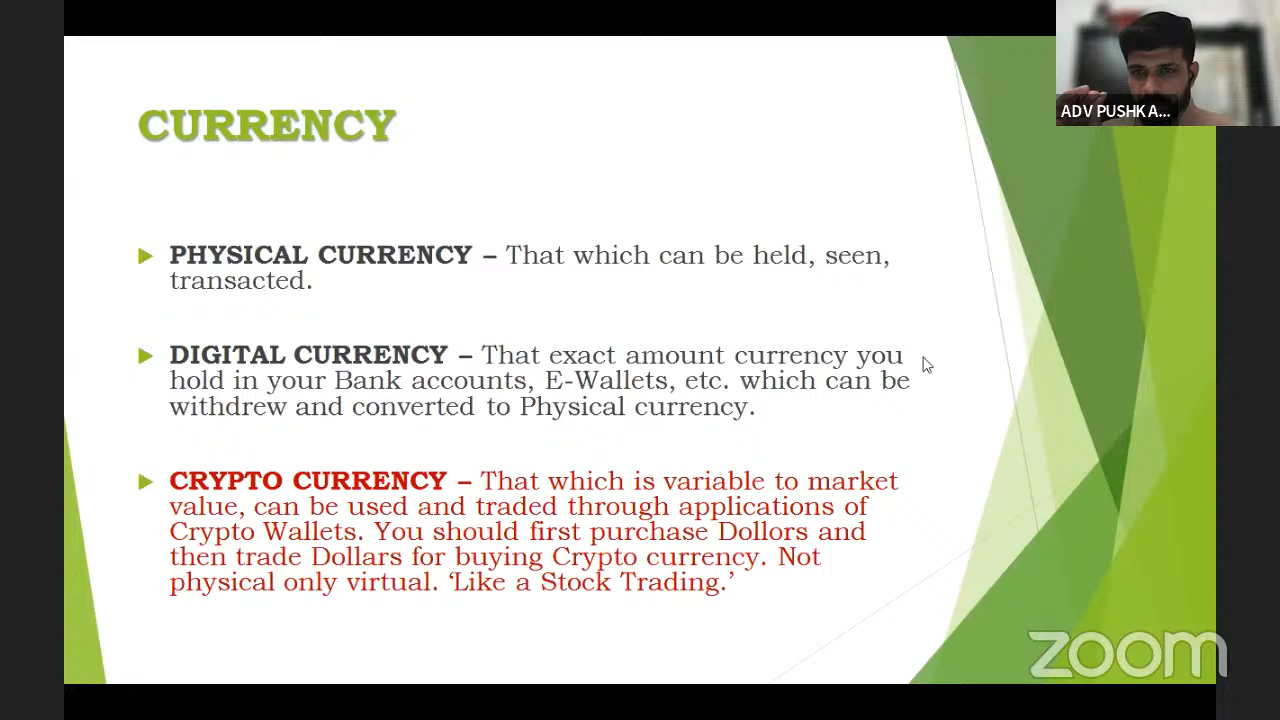 ADV PUSHKA...
CURRENCY
PHYSICAL CURRENCY – That which can be held, seen,
transacted.
DIGITAL CURRENCY – That exact amount currency you
hold in your Bank accounts, E-Wallets, etc. which can be
withdrew and converted to Physical currency.
CRYPTO CURRENCY – That which is variable to market
value, can be used and traded through applications of
Crypto Wallets. You should first purchase Dollors and
then trade Dollars for buying Crypto currency. Not
physical only virtual. ‘Like a Stock Trading.’
zoom